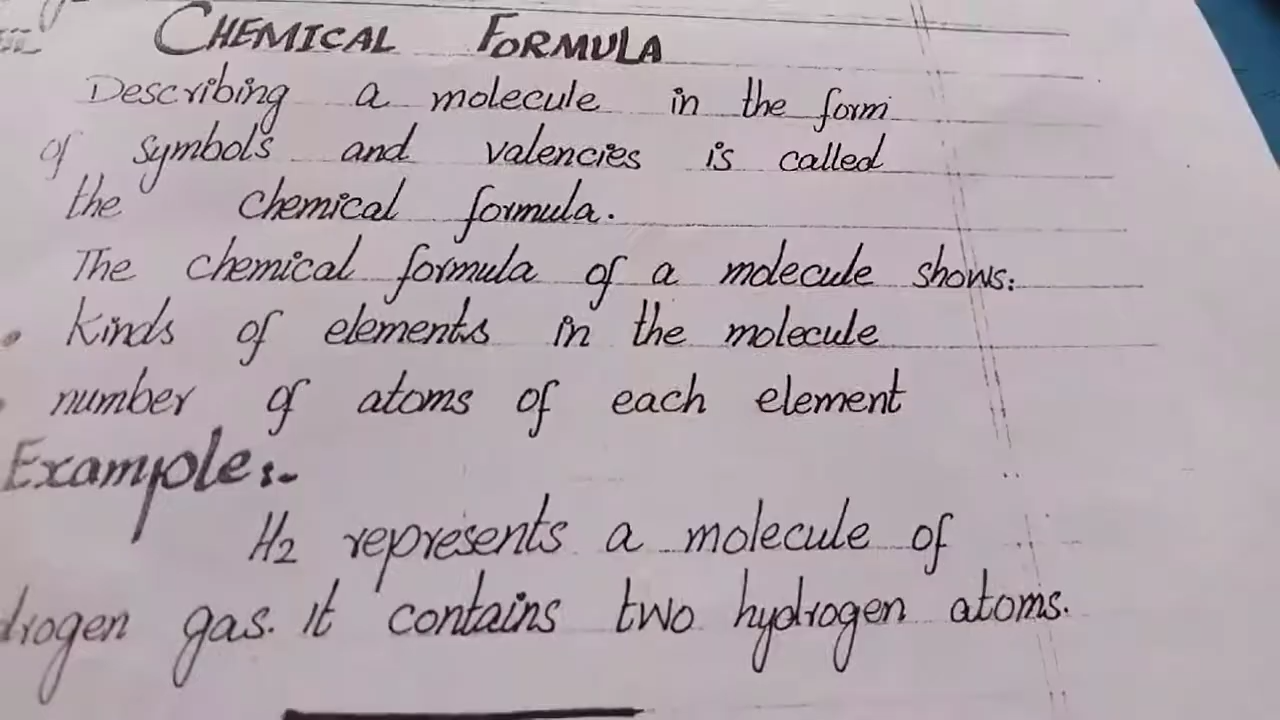 CHEMICAL FORMULA
Describing a molecule in the form
of symbols and valencies is called
the chemical formula.
The chemical formula of a molecule shows:
• Kinds of elements in the molecule
• number of atoms of each element
Example:-
H2 represents a molecule of
drogen gas. It contains two hydrogen atoms.